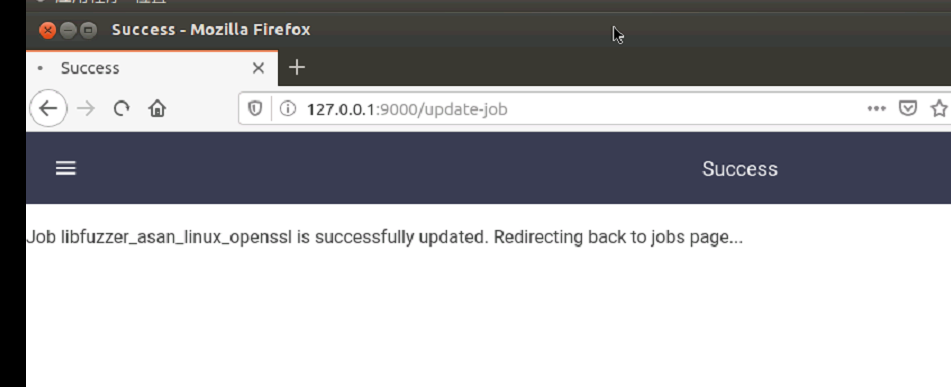 Success - Mozilla Firefox
Success
127.0.0.1:9000/update-job
Success
Job libfuzzer_asan_linux_openssl is successfully updated. Redirecting back to jobs page...